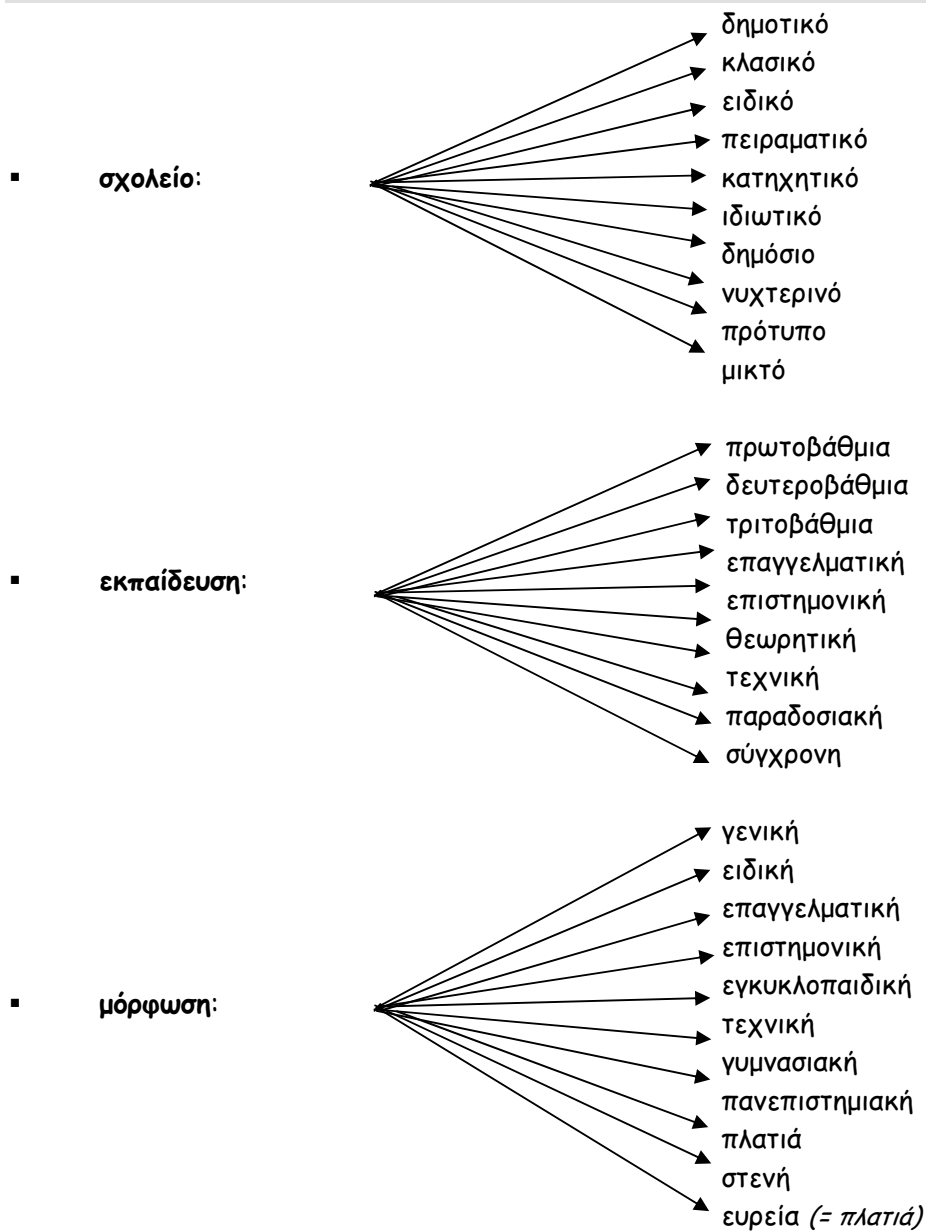 ▪ σχολείο:
δημοτικό
κλασικό
ειδικό
πειραματικό
κατηχητικό
ιδιωτικό
δημόσιο
νυχτερινό
πρότυπο
μικτό
▪ εκπαίδευση:
πρωτοβάθμια
δευτεροβάθμια
τριτοβάθμια
επαγγελματική
επιστημονική
θεωρητική
τεχνική
παραδοσιακή
σύγχρονη
▪ μόρφωση:
γενική
ειδική
επαγγελματική
επιστημονική
εγκυκλοπαιδική
τεχνική
γυμνασιακή
πανεπιστημιακή
πλατιά
στενή
ευρεία (= πλατιά)